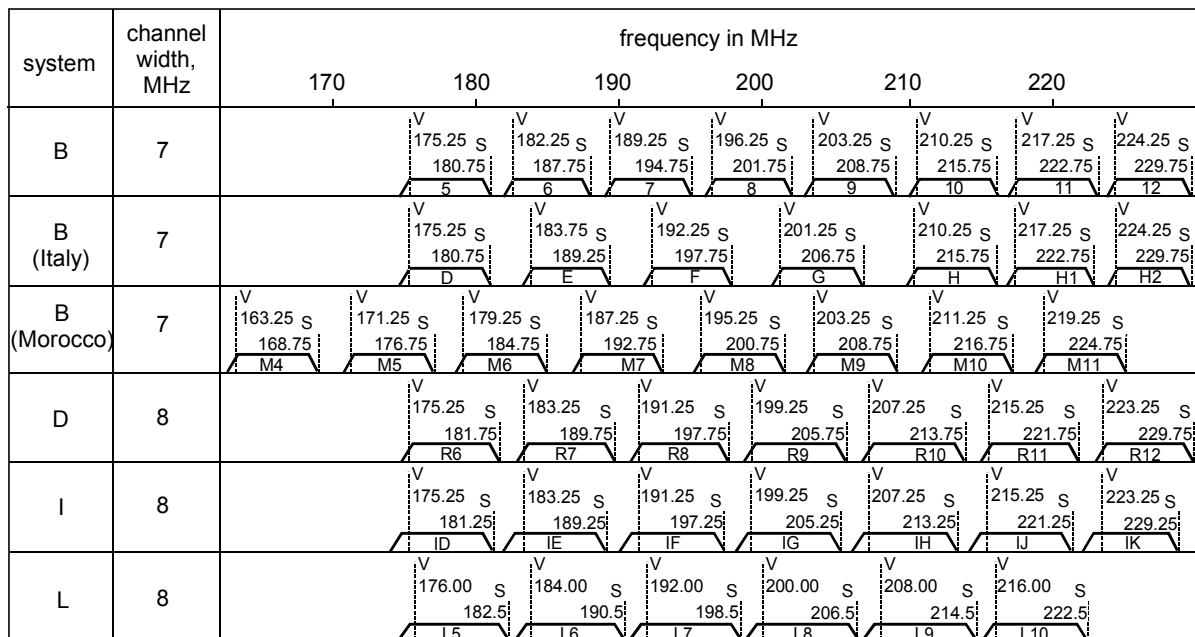 system
channel width, MHz
frequency in MHz
170 180 190 200 210 220
B 7
V V V V V V V V
175.25 S 182.25 S 189.25 S 196.25 S 203.25 S 210.25 S 217.25 S 224.25
180.75 187.75 194.75 201.75 208.75 215.75 222.75 229.75
5 6 7 8 9 10 11 12
B (Italy) 7
V V V V V V V
175.25 S 183.75 S 192.25 S 201.25 S 210.25 S 217.25 S 224.25 S
180.75 189.25 197.75 206.75 215.75 222.75 229.75
D E F G H H1 H2
B (Morocco) 7
V V V V V V V V
163.25 S 171.25 S 179.25 S 187.25 S 195.25 S 203.25 S 211.25 S 219.25 S
168.75 176.75 184.75 192.75 200.75 208.75 216.75 224.75
M4 M5 M6 M7 M8 M9 M10 M11
D 8
V V V V V V V
175.25 S 183.25 S 191.25 S 199.25 S 207.25 S 215.25 S 223.25 S
181.75 189.75 197.75 205.75 213.75 221.75 229.75
R6 R7 R8 R9 R10 R11 R12
I 8
V V V V V V V
175.25 S 183.25 S 191.25 S 199.25 S 207.25 S 215.25 S 223.25 S
181.25 189.25 197.25 205.25 213.25 221.25 229.25
ID IE IF IG IH IJ IK
L 8
V V V V V V
176.00 S 184.00 S 192.00 S 200.00 S 208.00 S 216.00 S
182.5 190.5 198.5 206.5 214.5 222.5
L5 L6 L7 L8 L9 L10